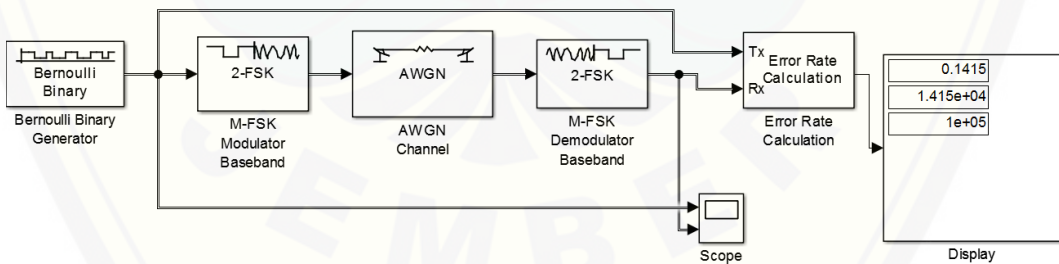 Bernoulli
Binary
Bernoulli Binary
Generator
2-FSK
M-FSK
Modulator
Baseband
AWGN
AWGN
Channel
2-FSK
M-FSK
Demodulator
Baseband
Tx
Rx
Error Rate
Calculation
Error Rate
Calculation
0.1415
1.415e+04
1e+05
Display
Scope
EMBER